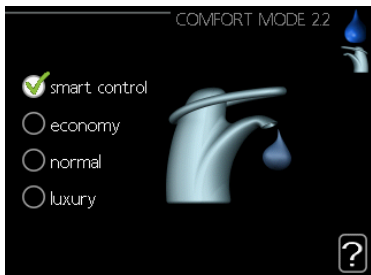 COMFORT MODE 2.2
smart control
economy
normal
luxury
?